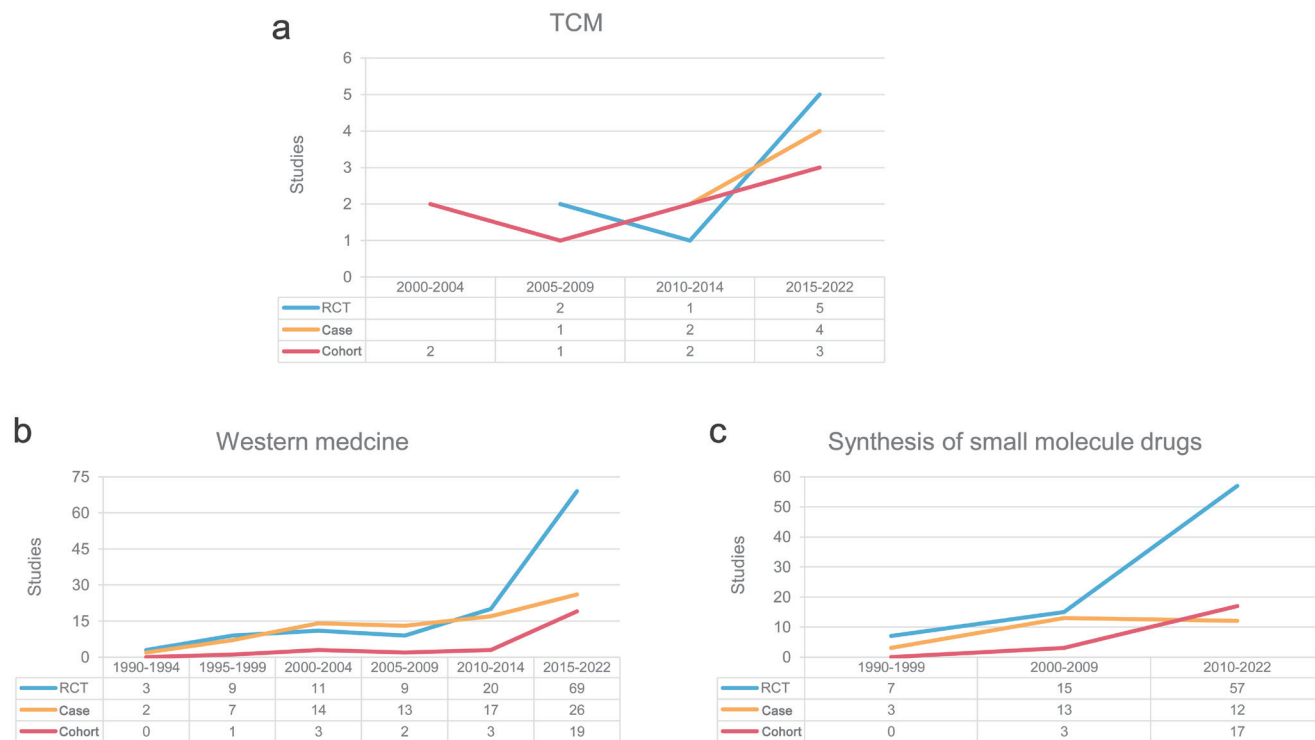 a
TCM
Studies
6
5
4
3
2
1
0
2000-2004 2005-2009 2010-2014 2015-2022
RCT 2 1 5
Case 1 2 4
Cohort 2 1 2 3
b
Western medcine
Studies
75
60
45
30
15
0
1990-1994 1995-1999 2000-2004 2005-2009 2010-2014 2015-2022
RCT 3 9 11 9 20 69
Case 2 7 14 13 17 26
Cohort 0 1 3 2 3 19
c
Synthesis of small molecule drugs
Studies
60
50
40
30
20
10
0
1990-1999 2000-2009 2010-2022
RCT 7 15 57
Case 3 13 12
Cohort 0 3 17